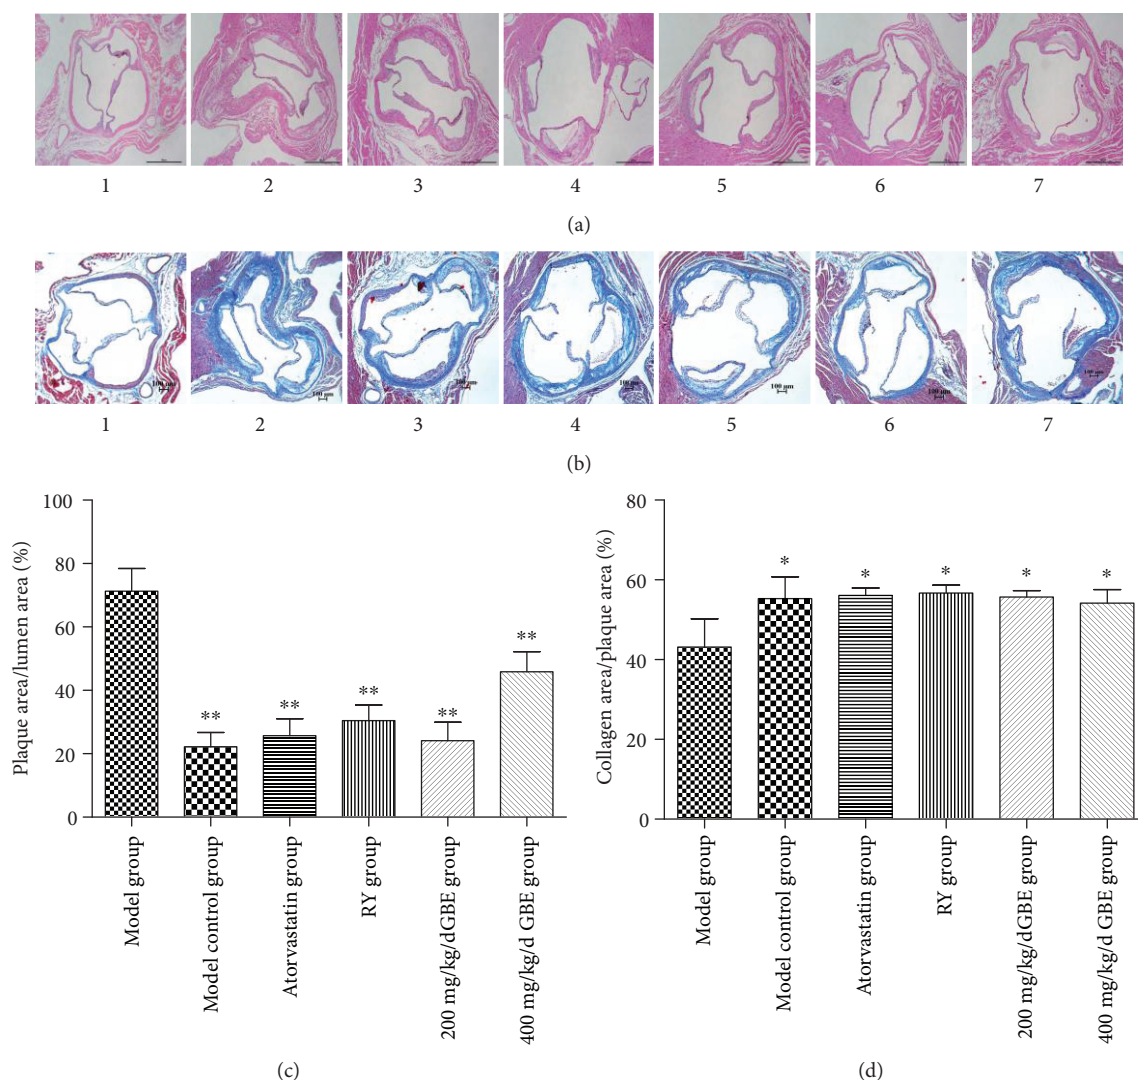 1 2 3 4 5 6 7
(a)
100 μm 100 μm 100 μm 100 μm 100 μm 100 μm 100 μm
1 2 3 4 5 6 7
(b)
Plaque area/lumen area (%)
100
80
60
40
20
0
**
**
**
**
**
Model group
Model control group
Atorvastatin group
RY group
200 mg/kg/dGBE group
400 mg/kg/d GBE group
(c)
Collagen area/plaque area (%)
80
60
40
20
0
*
*
*
*
*
Model group
Model control group
Atorvastatin group
RY group
200 mg/kg/dGBE group
400 mg/kg/d GBE group
(d)